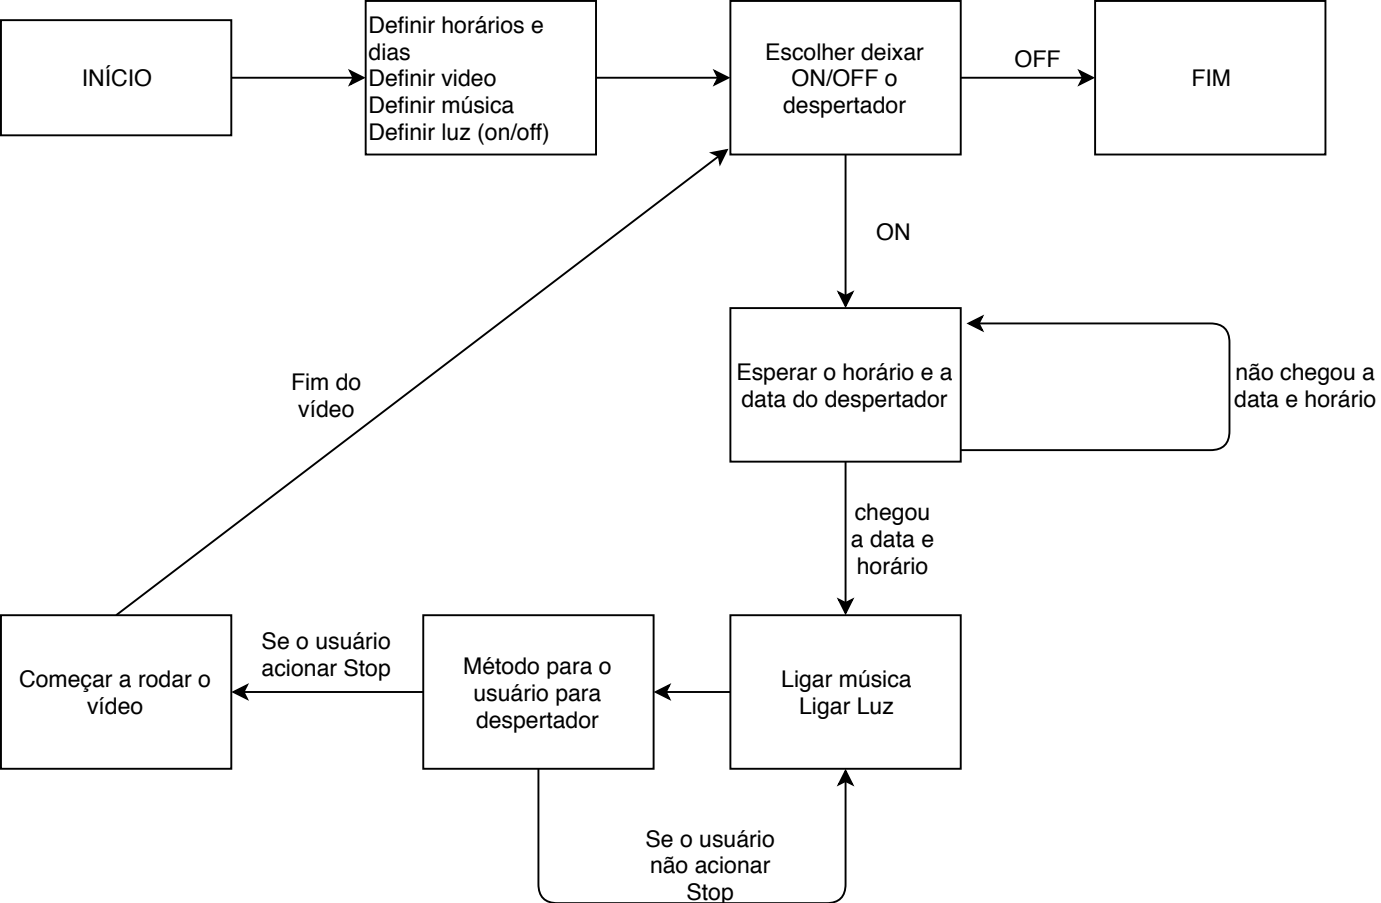 INÍCIO
Definir horários e
dias
Definir video
Definir música
Definir luz (on/off)
Escolher deixar
ON/OFF o
despertador
OFF
FIM
ON
Esperar o horário e a
data do despertador
não chegou a
data e horário
Fim do
vídeo
chegou
a data e
horário
Começar a rodar o
vídeo
Se o usuário
acionar Stop
Método para o
usuário para
despertador
Ligar música
Ligar Luz
Se o usuário
não acionar
Stop